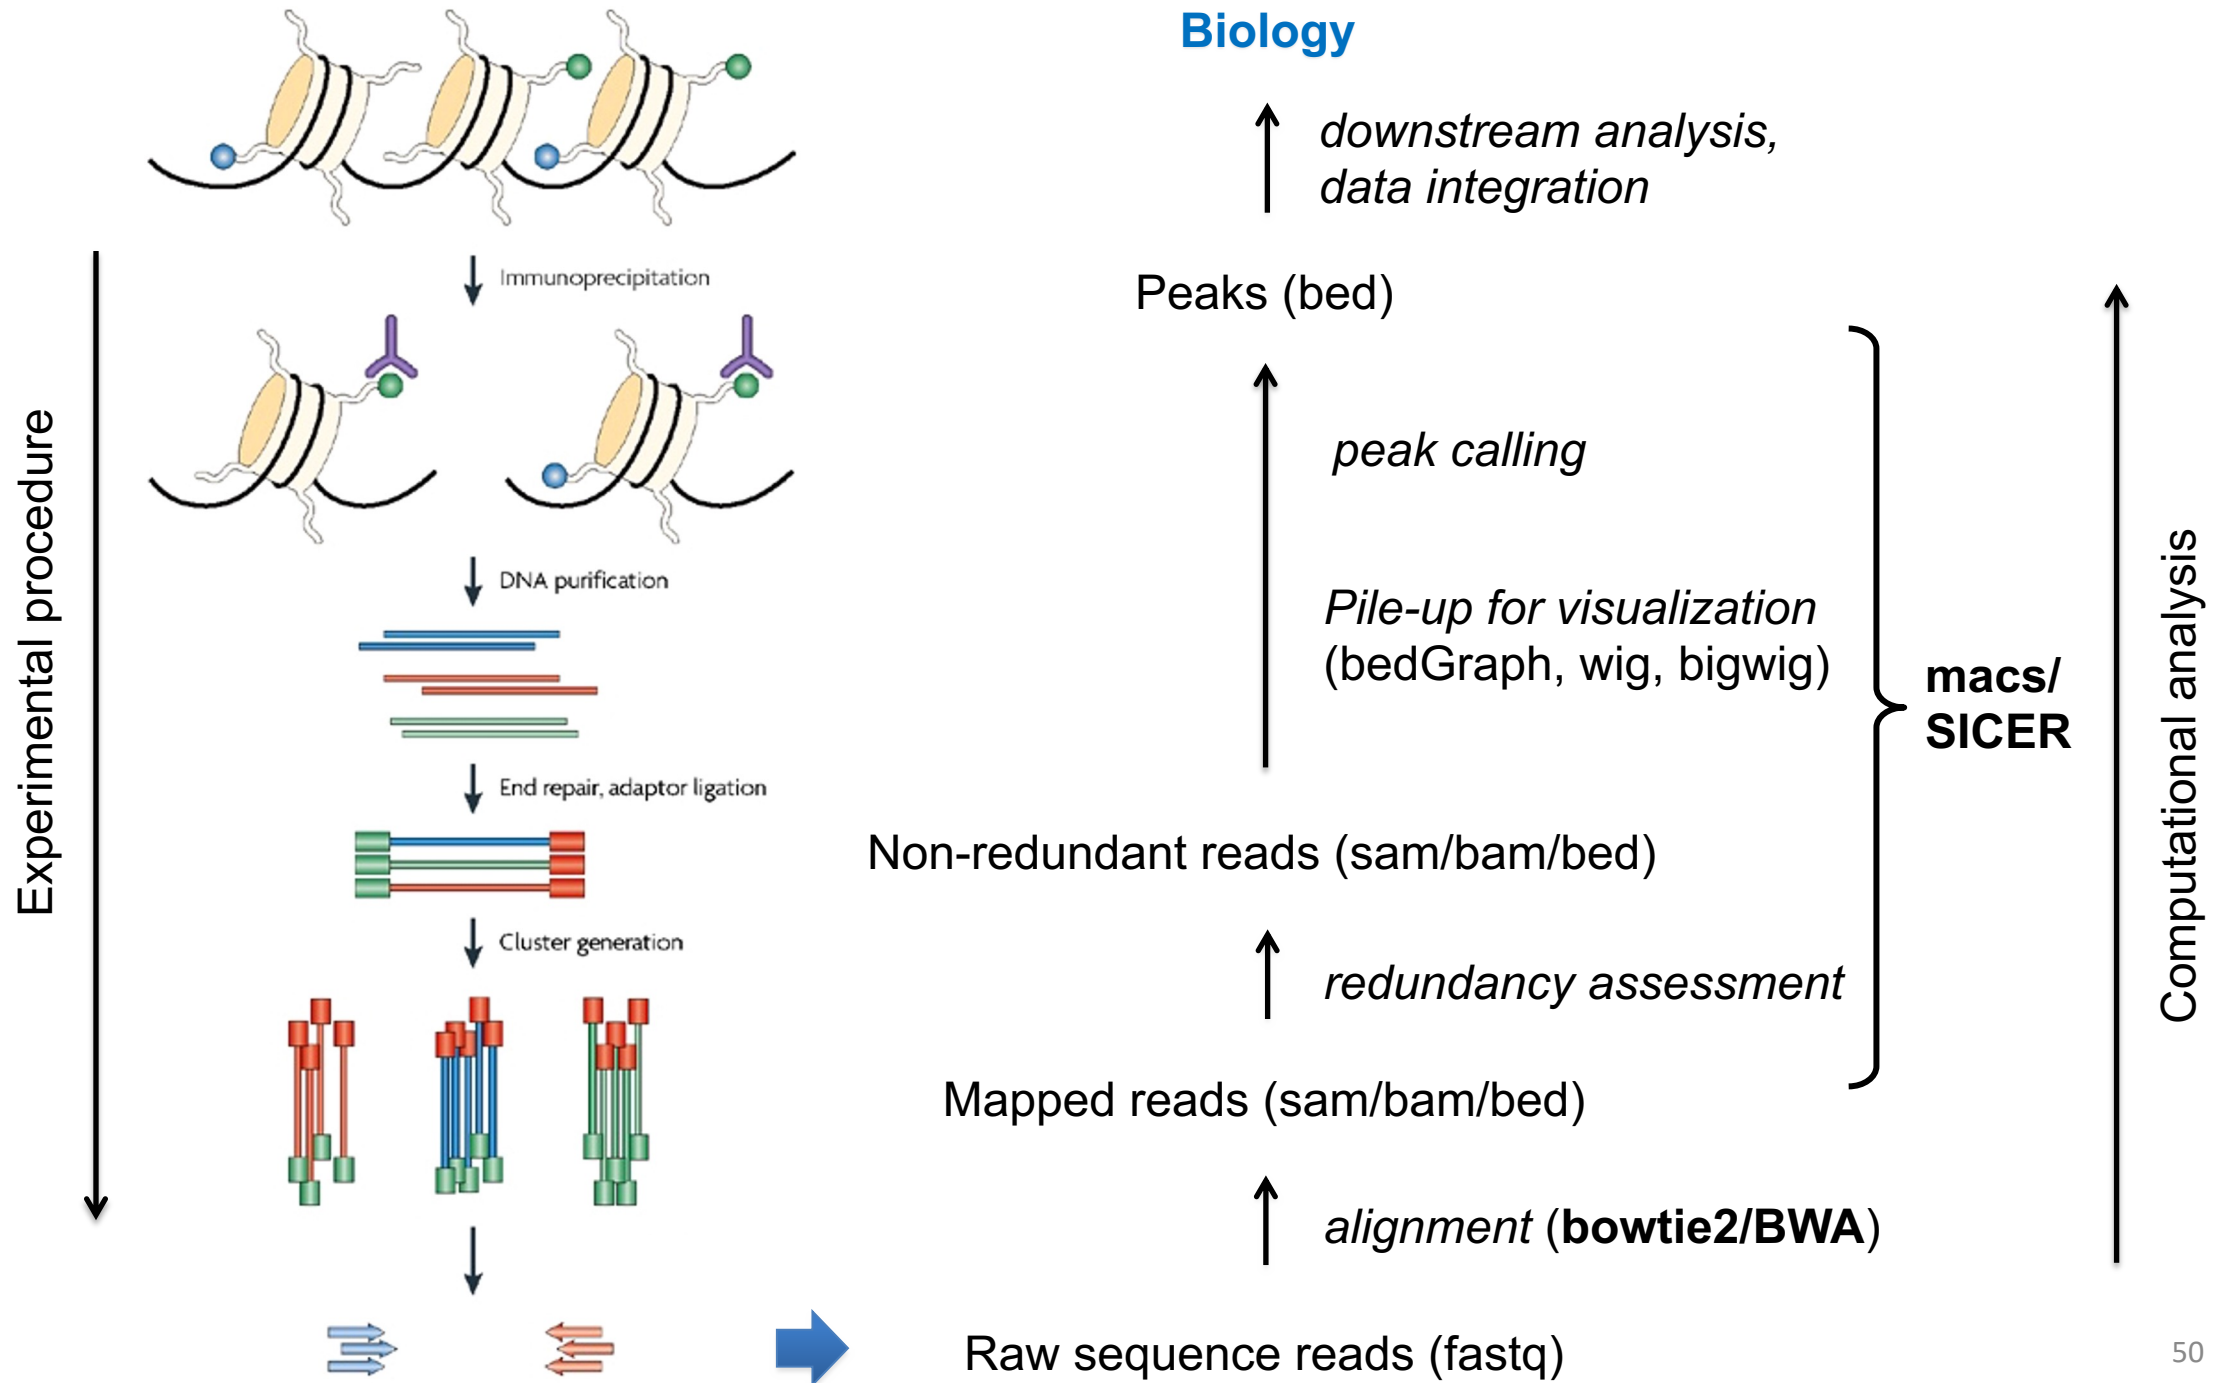 Biology
downstream analysis,
data integration
Immunoprecipitation
Peaks (bed)
peak calling
Experimental procedure
DNA purification
Pile-up for visualization
(bedGraph, wig, bigwig)
macs/
SICER
Computational analysis
End repair, adaptor ligation
Non-redundant reads (sam/bam/bed)
Cluster generation
redundancy assessment
Mapped reads (sam/bam/bed)
alignment (bowtie2/BWA)
Raw sequence reads (fastq)
50